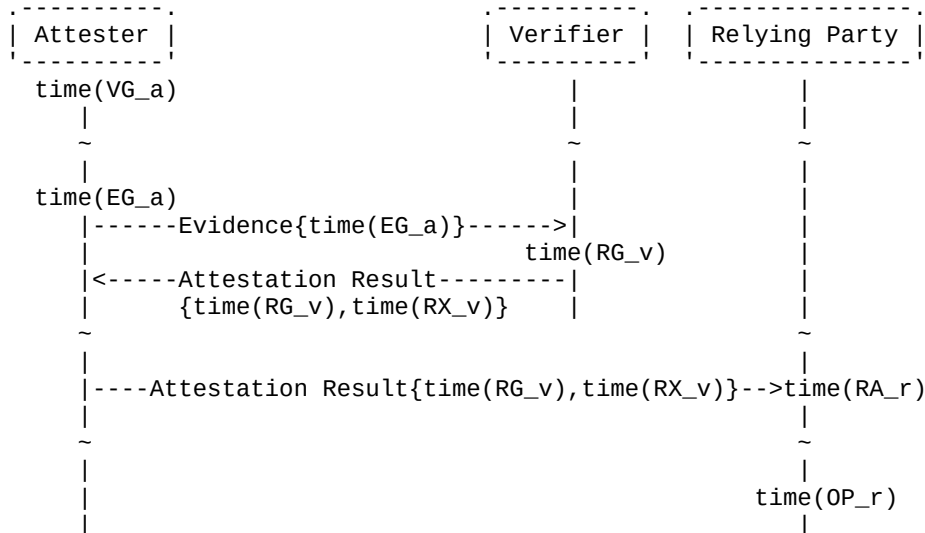 .----------.                     .----------.  .---------------.
| Attester |                     | Verifier |  | Relying Party |
'----------'                     '----------'  '---------------'
  time(VG_a)                           |               |
     |                                 |               |
     ~                                 ~               ~
     |                                 |               |
  time(EG_a)                           |               |
     |------Evidence{time(EG_a)}------>|               |
     |                             time(RG_v)          |
     |<-----Attestation Result---------|               |
     |      {time(RG_v),time(RX_v)}    |               |
     ~                                                 ~
     |                                                 |
     |----Attestation Result{time(RG_v),time(RX_v)}-->time(RA_r)
     |                                                 |
     ~                                                 ~
     |                                                 |
     |                                              time(OP_r)
     |                                                 |